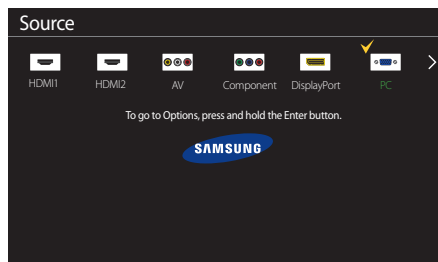 Source
HDMI1 HDMI2 AV Component DisplayPort PC
To go to Options, press and hold the Enter button.
SAMSUNG